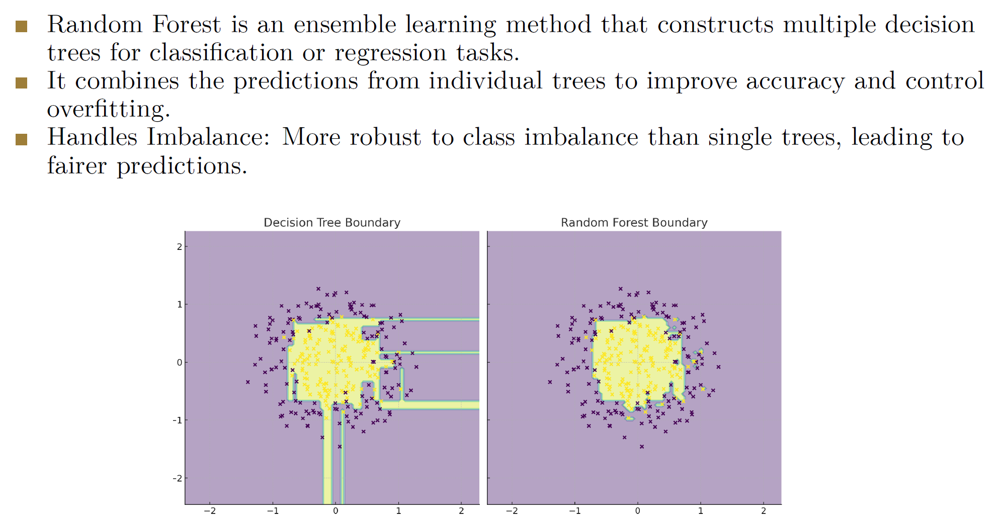 Random Forest is an ensemble learning method that constructs multiple decision
trees for classification or regression tasks.
It combines the predictions from individual trees to improve accuracy and control
overfitting.
Handles Imbalance: More robust to class imbalance than single trees, leading to
fairer predictions.
Decision Tree Boundary
Random Forest Boundary
2
1
0
-1
-2
−2 −1 0 1 2
−2 −1 0 1 2